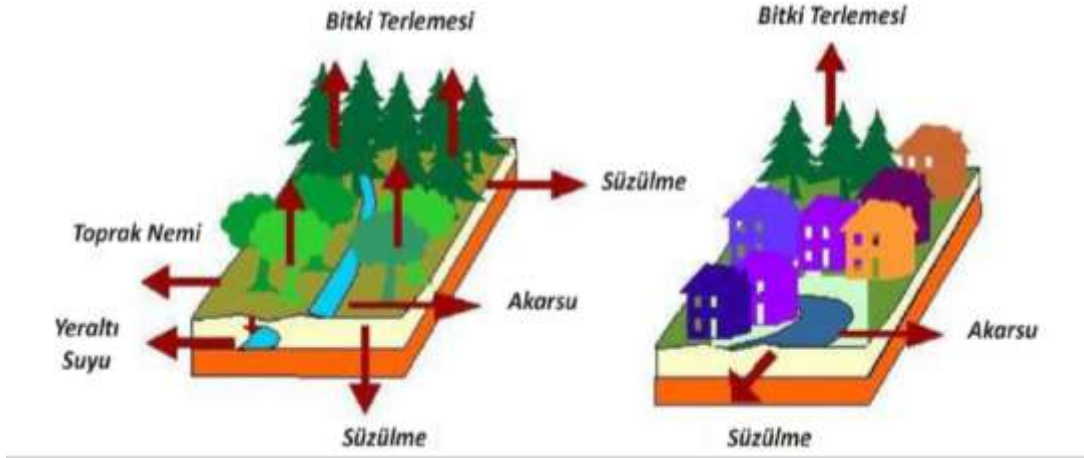 Bitki Terlemesi
Süzülme
Toprak Nemi
Akarsu
Yeraltı
Suyu
Süzülme
Bitki Terlemesi
Akarsu
Süzülme